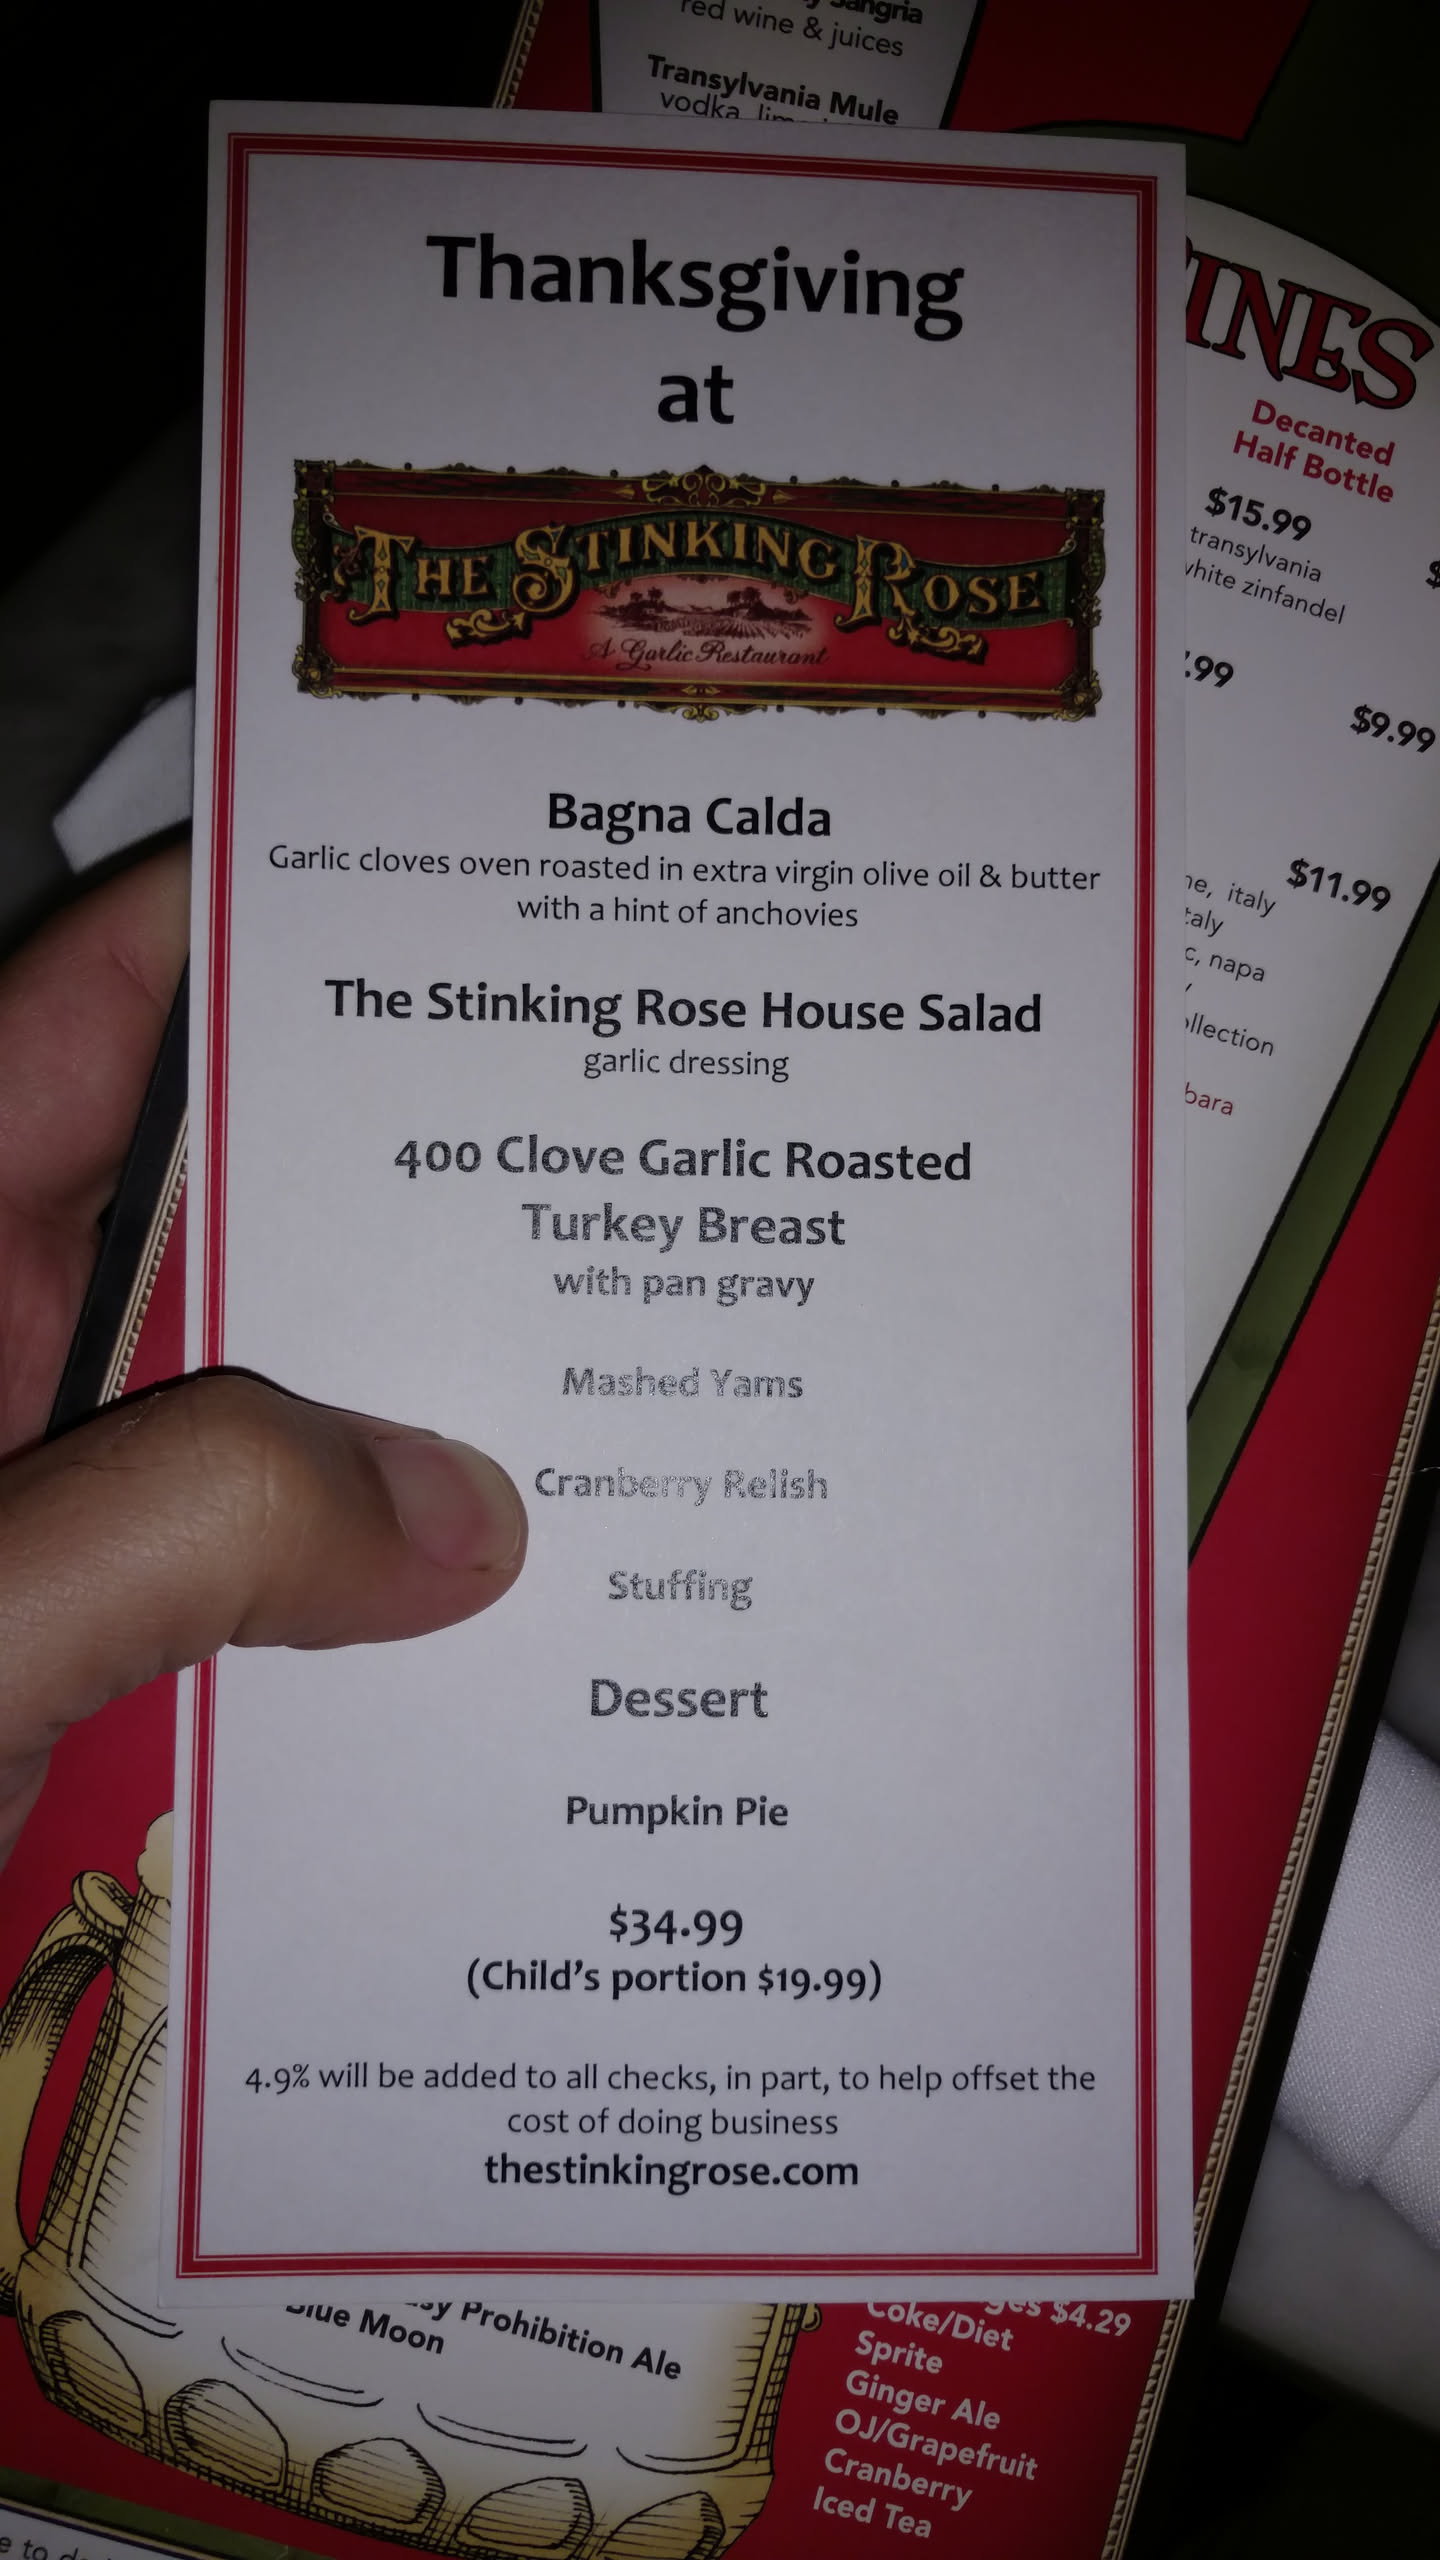 Sangria
red wine & juices
Transylvania Mule
vodka,
Thanksgiving
at
THE STINKING ROSE
A Garlic Restaurant
Bagna Calda
Garlic cloves oven roasted in extra virgin olive oil & butter
with a hint of anchovies
The Stinking Rose House Salad
garlic dressing
400 Clove Garlic Roasted
Turkey Breast
with pan gravy
Mashed Yams
Cranberry Relish
Stuffing
Dessert
Pumpkin Pie
$34.99
(Child's portion $19.99)
4.9% will be added to all checks, in part, to help offset the
cost of doing business
thestinkingrose.com
Decanted
Half Bottle
$15.99
transylvania
white zinfandel
.99
$9.99
$11.99
italy
napa
Prohibition Ale
Blue Moon
$4.29
Coke/Diet
Sprite
Ginger Ale
OJ/Grapefruit
Cranberry
Iced Tea